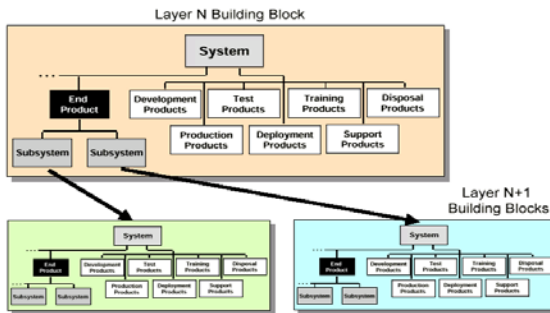 Layer N Building Block
System
End
Product
Development
Products
Test
Products
Training
Products
Disposal
Products
Production
Products
Deployment
Products
Support
Products
Subsystem
Subsystem
Layer N+1
Building Blocks
System
End
Product
Development
Products
Test
Products
Training
Products
Disposal
Products
Subsystem
Subsystem
Production
Products
Deployment
Products
Support
Products
System
End
Product
Development
Products
Test
Products
Training
Products
Disposal
Products
Subsystem
Subsystem
Production
Products
Deployment
Products
Support
Products